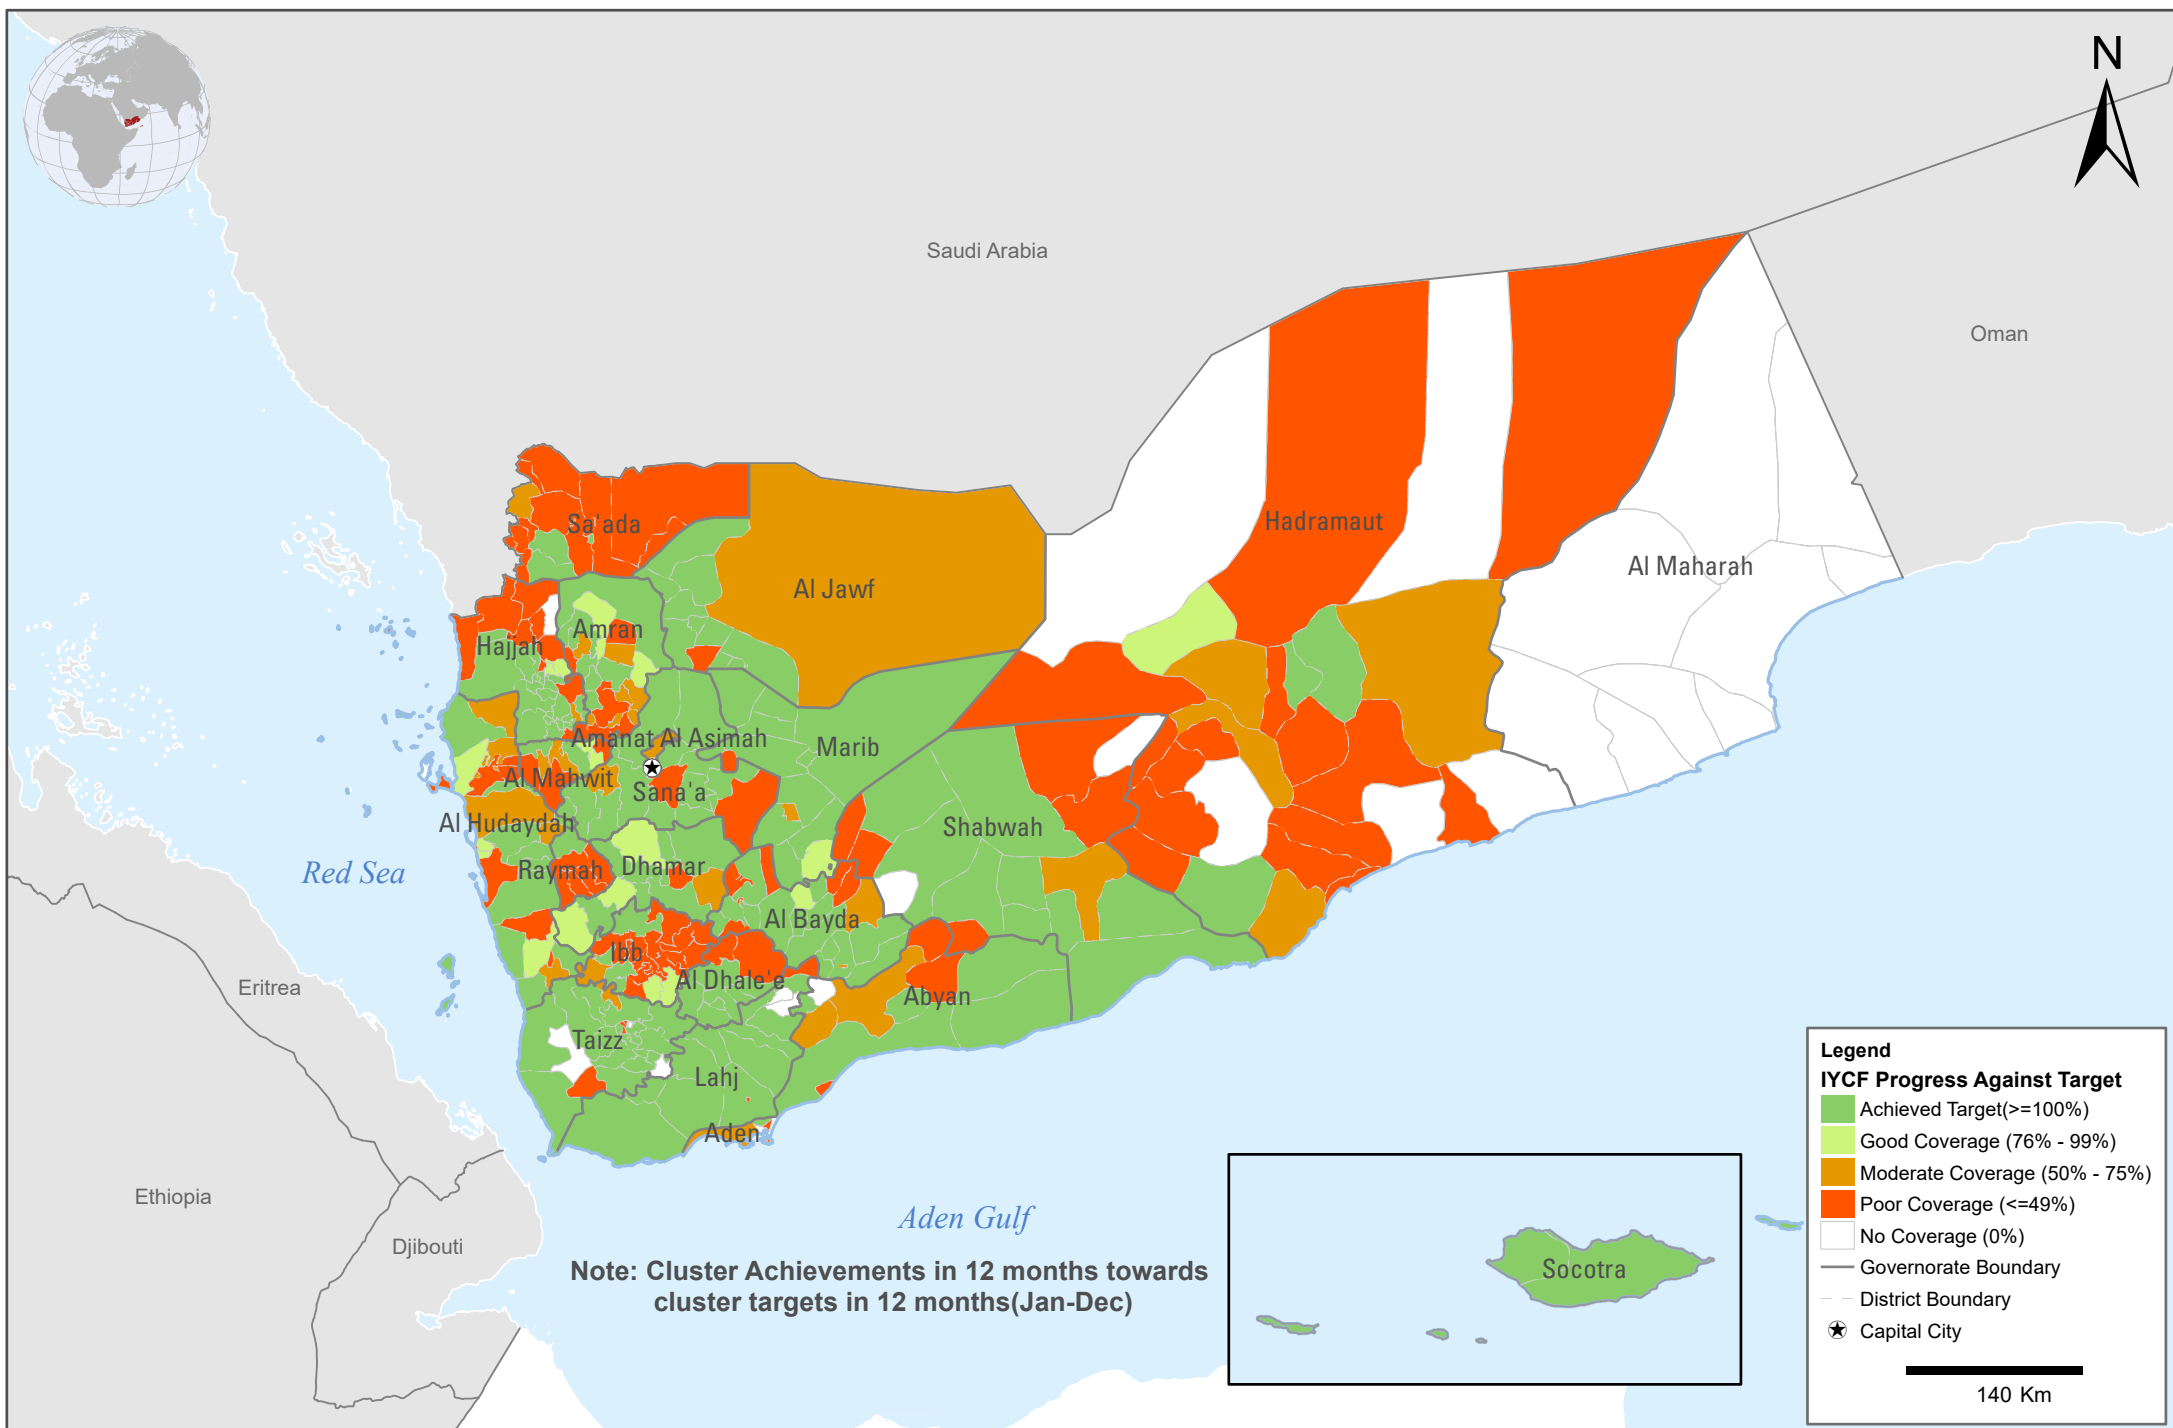 N
Saudi Arabia
Oman
Hadramaut
Sa'ada
Al Maharah
Al Jawf
Amran
Hajjah
Amanat Al Asimah
Marib
Al Mahwit
Sana'a
Al Hudaydah
Shabwah
Red Sea
Raymah
Dhamar
Al Bayda
Ibb
Al Dhale'e
Eritrea
Abyan
Taizz
Lahj
Aden
Ethiopia
Aden Gulf
Djibouti
Note: Cluster Achievements in 12 months towards
cluster targets in 12 months(Jan-Dec)
Socotra
Legend
IYCF Progress Against Target
Achieved Target(>=100%)
Good Coverage (76% - 99%)
Moderate Coverage (50% - 75%)
Poor Coverage (<=49%)
No Coverage (0%)
Governorate Boundary
District Boundary
Capital City
140 Km